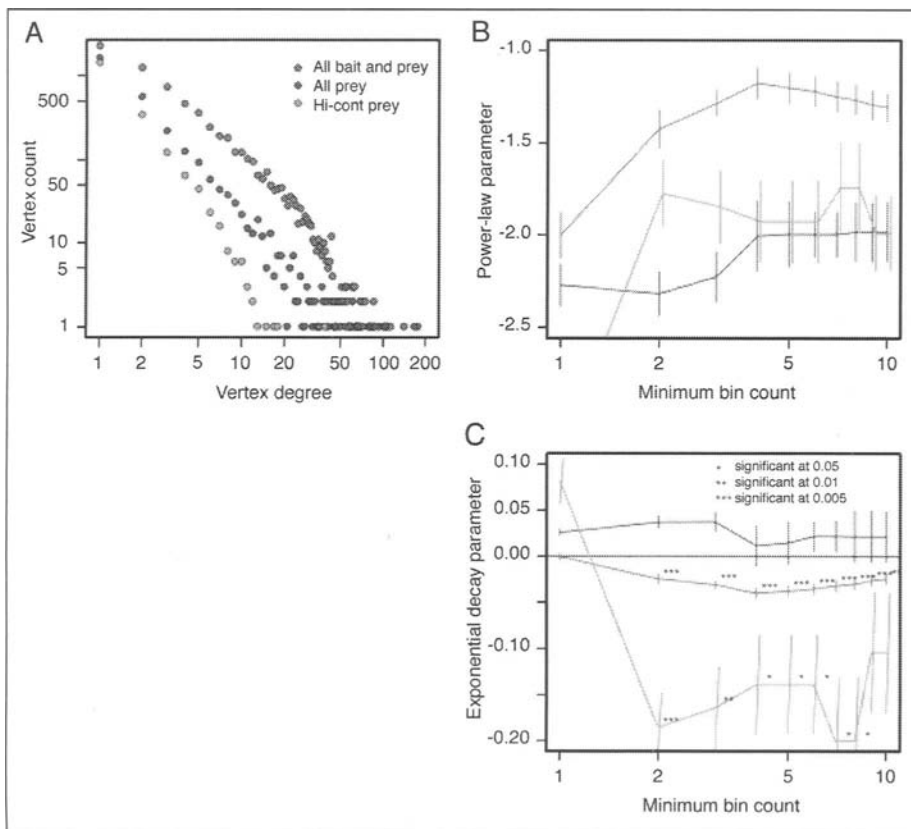 A
500
50
10
5
1
Vertex count
All bait and prey
All prey
Hi-cont prey
1 2 5 10 20 50 100 200
Vertex degree
B
-1.0
-1.5
-2.0
-2.5
Power-law parameter
1 2 5 10
Minimum bin count
C
0.10
0.05
0.00
-0.10
-0.20
Exponential decay parameter
* significant at 0.05
** significant at 0.01
*** significant at 0.005
*** *** *** *** *** *** *** ***
*** ** * * * * *
1 2 5 10
Minimum bin count